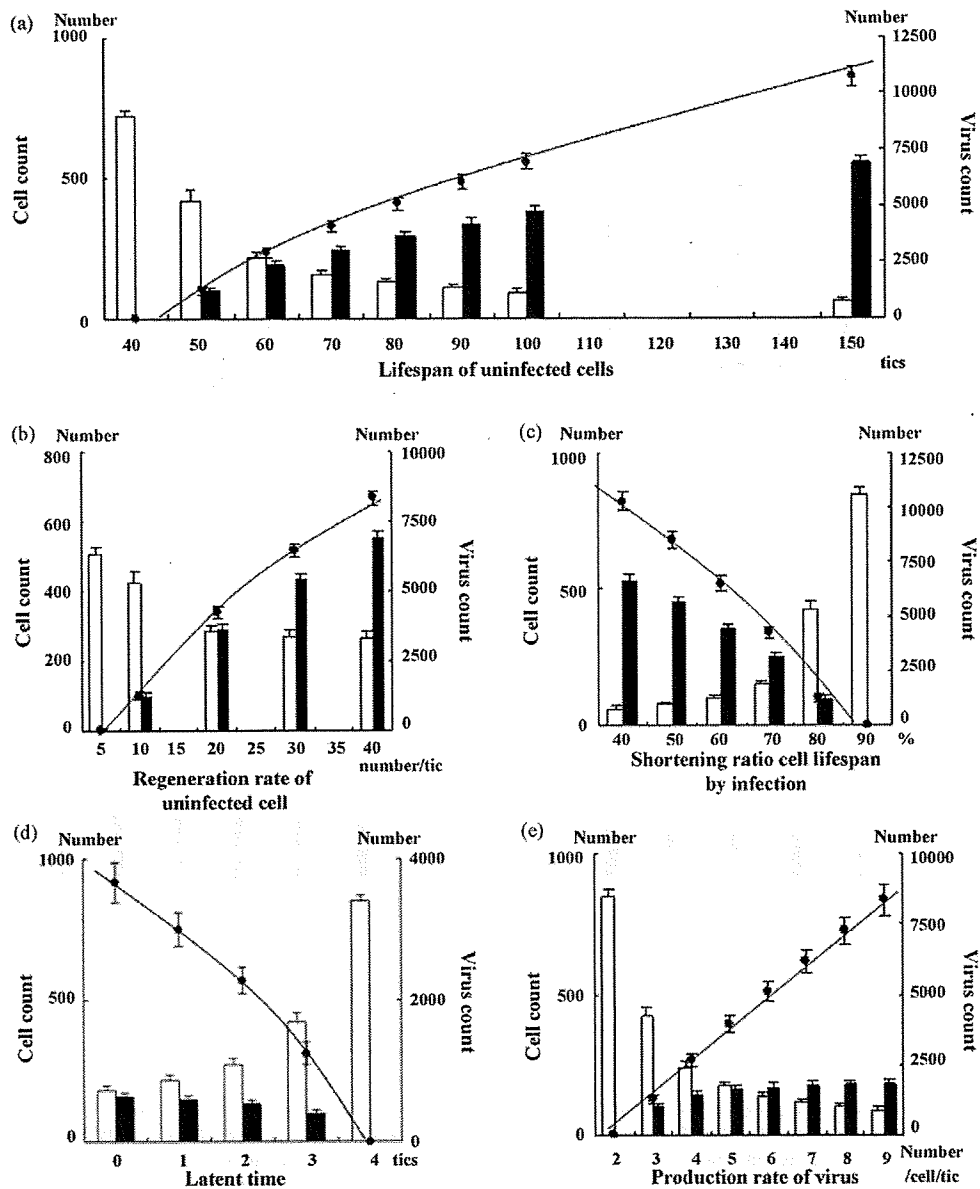 (a)
Number
Number
1000
500
0
Cell count
12500
10000
7500
5000
2500
0
Virus count
40 50 60 70 80 90 100 110 120 130 140 150
Lifespan of uninfected cells
tics
(b)
Number
Number
800
600
400
200
0
Cell count
10000
7500
5000
2500
0
Virus count
5 10 15 20 25 30 35 40
Regeneration rate of
uninfected cell
number/tic
(c)
Number
Number
1000
500
0
Cell count
12500
10000
7500
5000
2500
0
Virus count
40 50 60 70 80 90 %
Shortening ratio cell lifespan
by infection
(d)
Number
Number
1000
500
0
Cell count
4000
2000
0
Virus count
0 1 2 3 4 tics
Latent time
(e)
Number
Number
1000
500
0
Cell count
10000
7500
5000
2500
0
Virus count
2 3 4 5 6 7 8 9
Number
/cell/tic
Production rate of virus